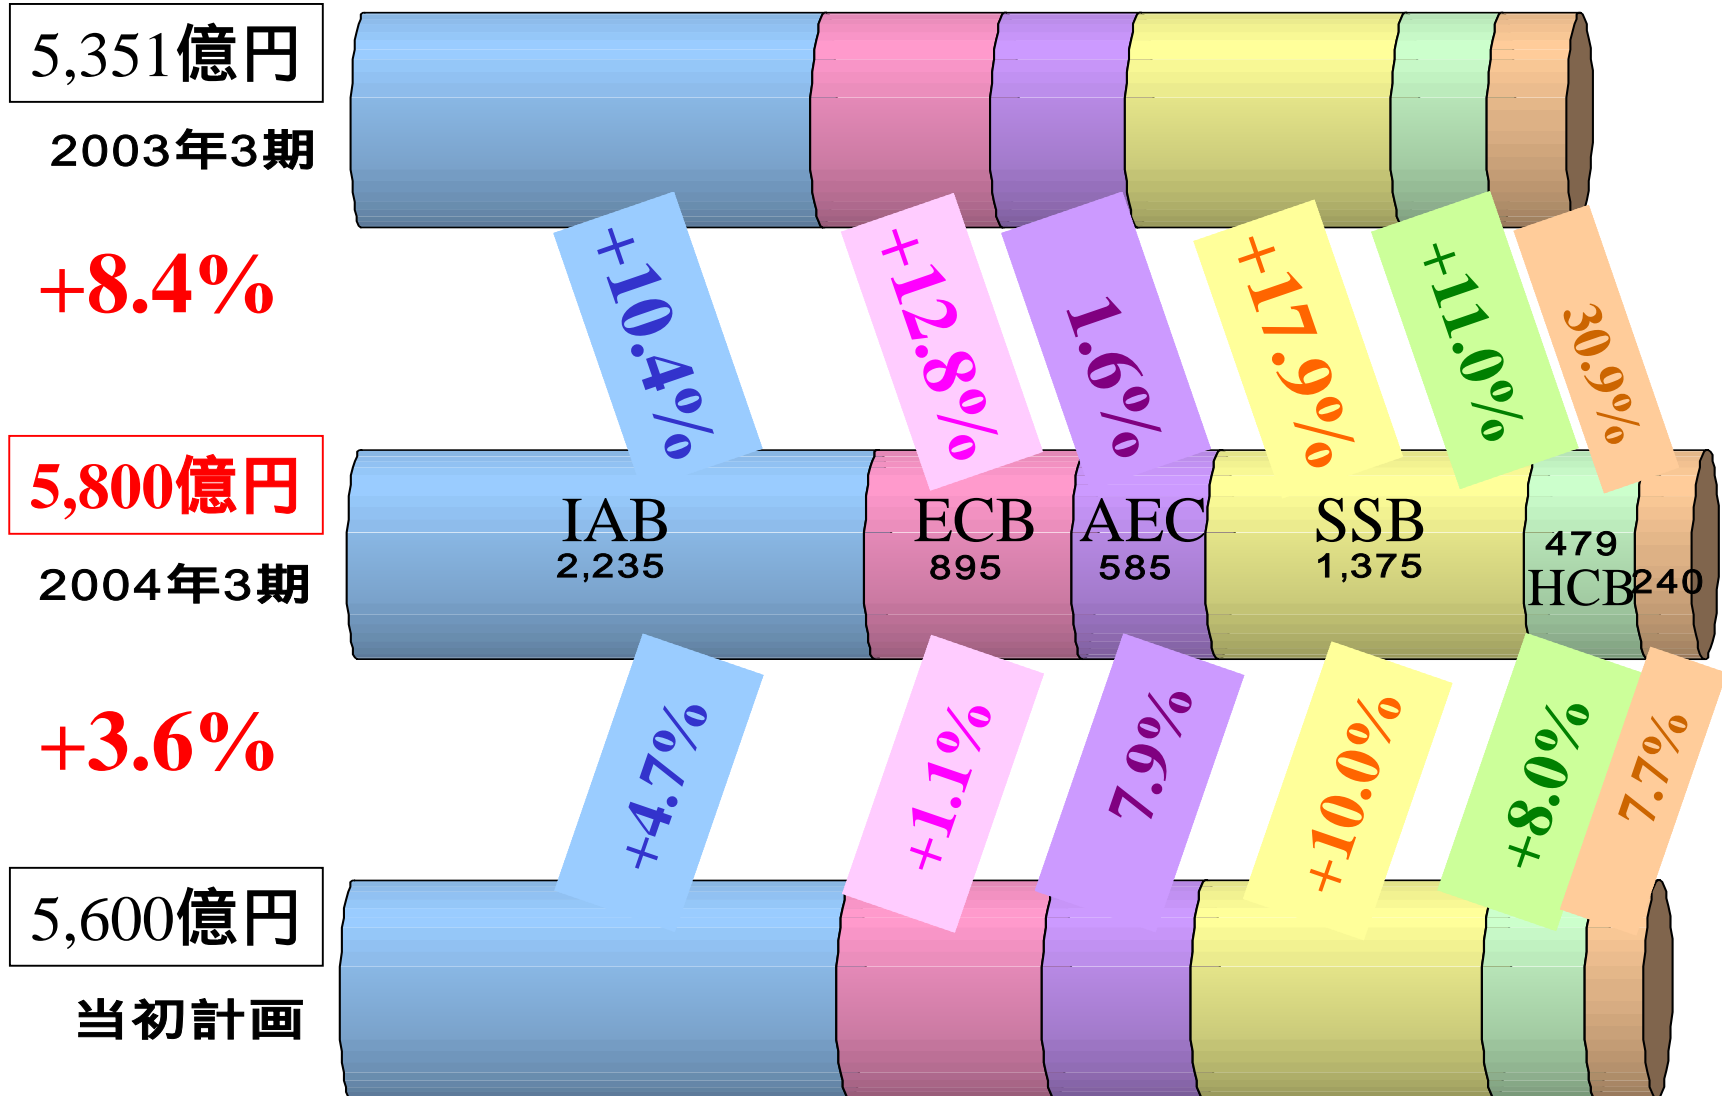 5,351億円
2003年3期
+8.4%
+10.4%
+12.8%
1.6%
+17.9%
+11.0%
30.9%
5,800億円
2004年3期
IAB
2,235
ECB
895
AEC
585
SSB
1,375
479
HCB
240
+3.6%
+4.7%
+1.1%
7.9%
+10.0%
+8.0%
7.7%
5,600億円
当初計画